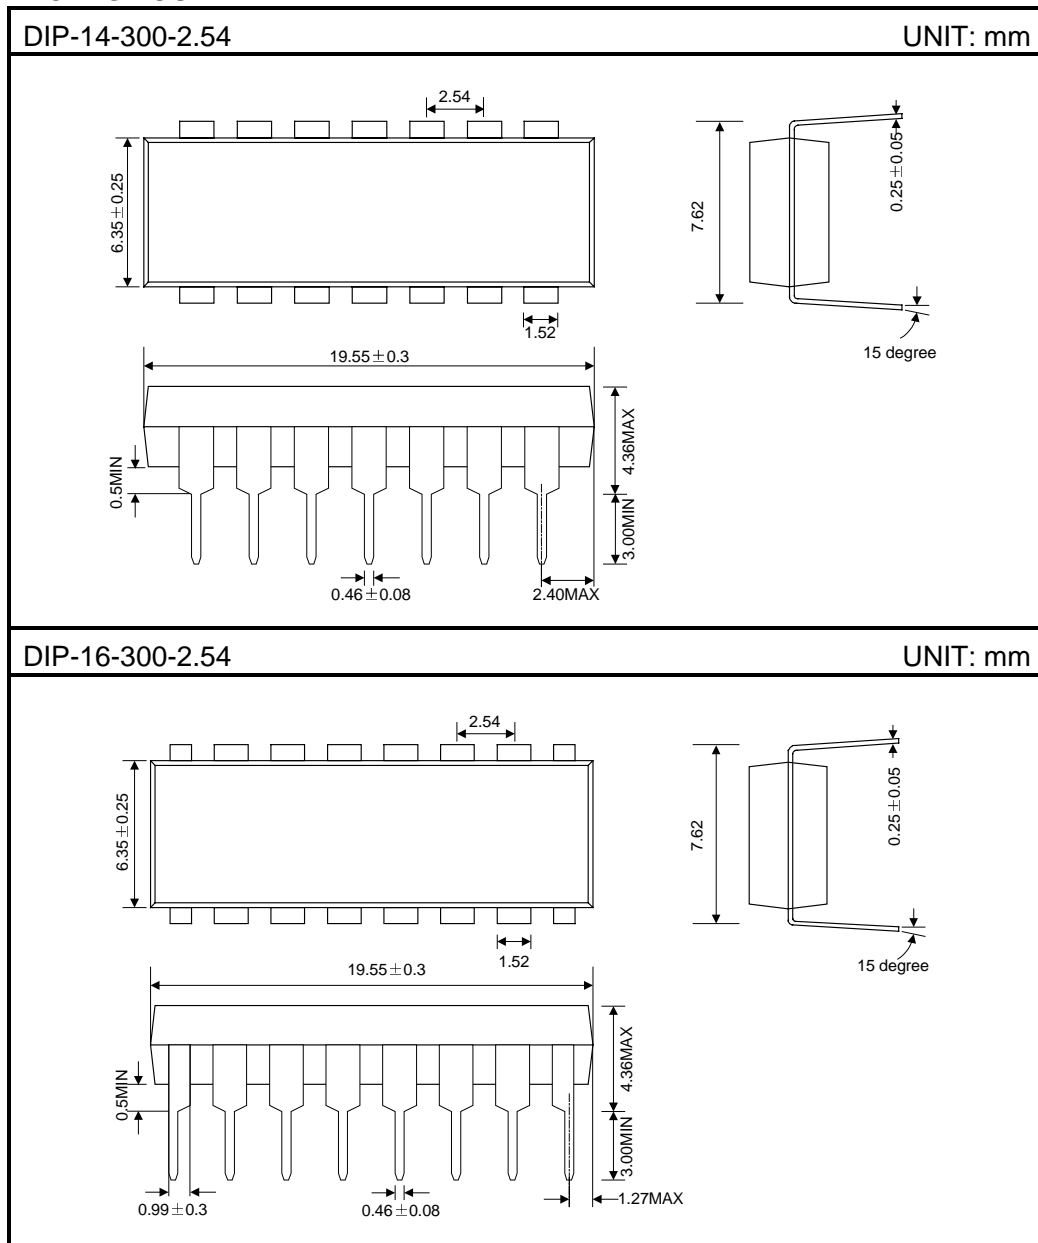 DIP-14-300-2.54 UNIT: mm
2.54
6.35±0.25
7.62
0.25±0.05
15 degree
1.52
19.55±0.3
4.36MAX
0.5MIN
3.00MIN
0.46±0.08
2.40MAX
DIP-16-300-2.54 UNIT: mm
2.54
6.35±0.25
7.62
0.25±0.05
15 degree
1.52
19.55±0.3
4.36MAX
0.5MIN
3.00MIN
0.99±0.3
0.46±0.08
1.27MAX